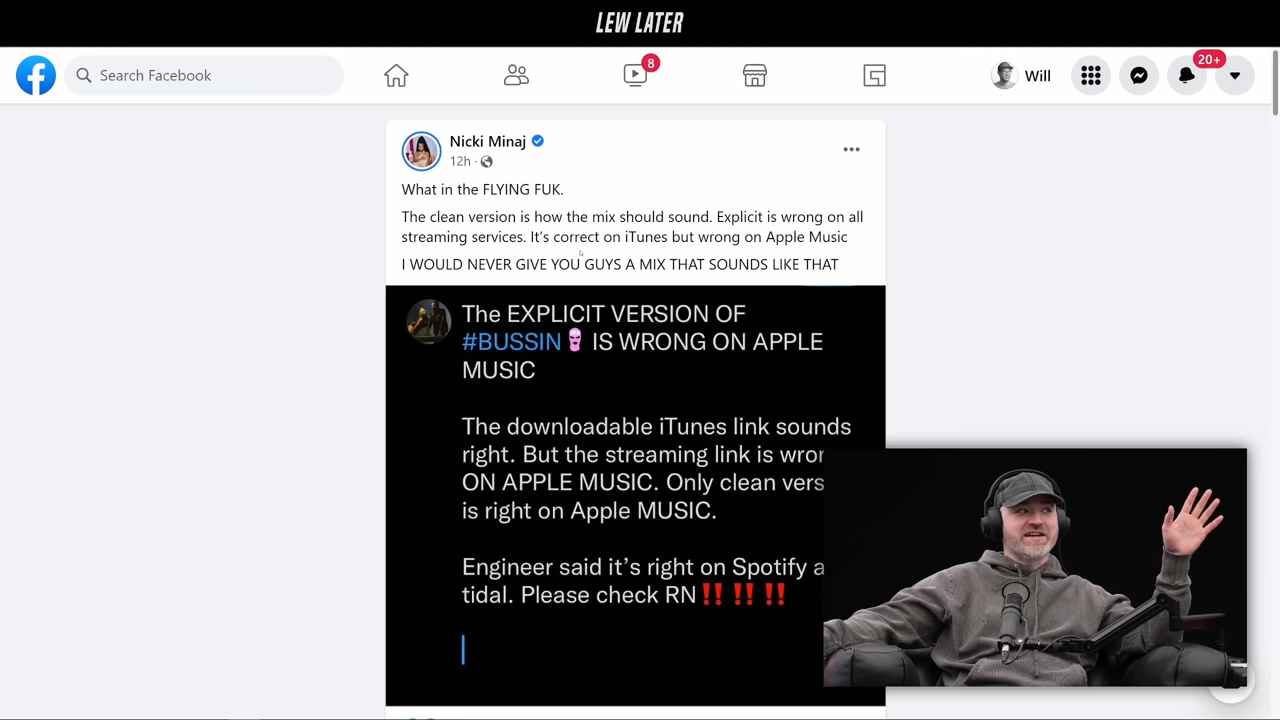 LEW LATER
Search Facebook
8
Will
20+
Nicki Minaj
12h ·
What in the FLYING FUK.
The clean version is how the mix should sound. Explicit is wrong on all
streaming services. It's correct on iTunes but wrong on Apple Music
I WOULD NEVER GIVE YOU GUYS A MIX THAT SOUNDS LIKE THAT
The EXPLICIT VERSION OF
#BUSSIN IS WRONG ON APPLE
MUSIC
The downloadable iTunes link sounds
right. But the streaming link is
ON APPLE MUSIC. Only clean
is right on Apple MUSIC.
Engineer said it's right on Spotify
tidal. Please check RN‼️ ‼️ ‼️